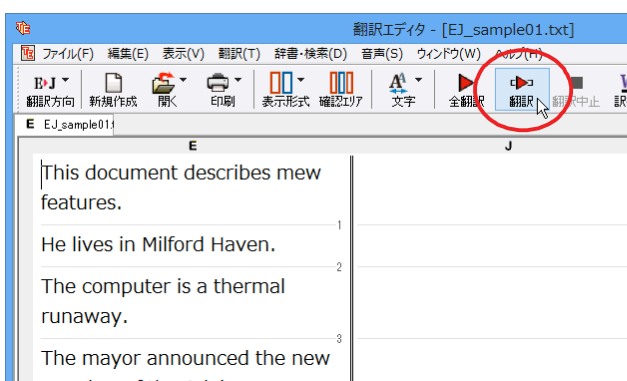 翻訳エディタ - [EJ_sample01.txt]
ファイル(F) 編集(E) 表示(V) 翻訳(T) 辞書・検索(D) 音声(S) ウィンドウ(W) ヘルプ(H)
E▸J
翻訳方向 新規作成 開く 印刷 表示形式 確認エリア 文字 全翻訳 翻訳 翻訳中止 訳
E EJ_sample01.
E J
This document describes mew
features.
1
He lives in Milford Haven.
2
The computer is a thermal
runaway.
3
The mayor announced the new